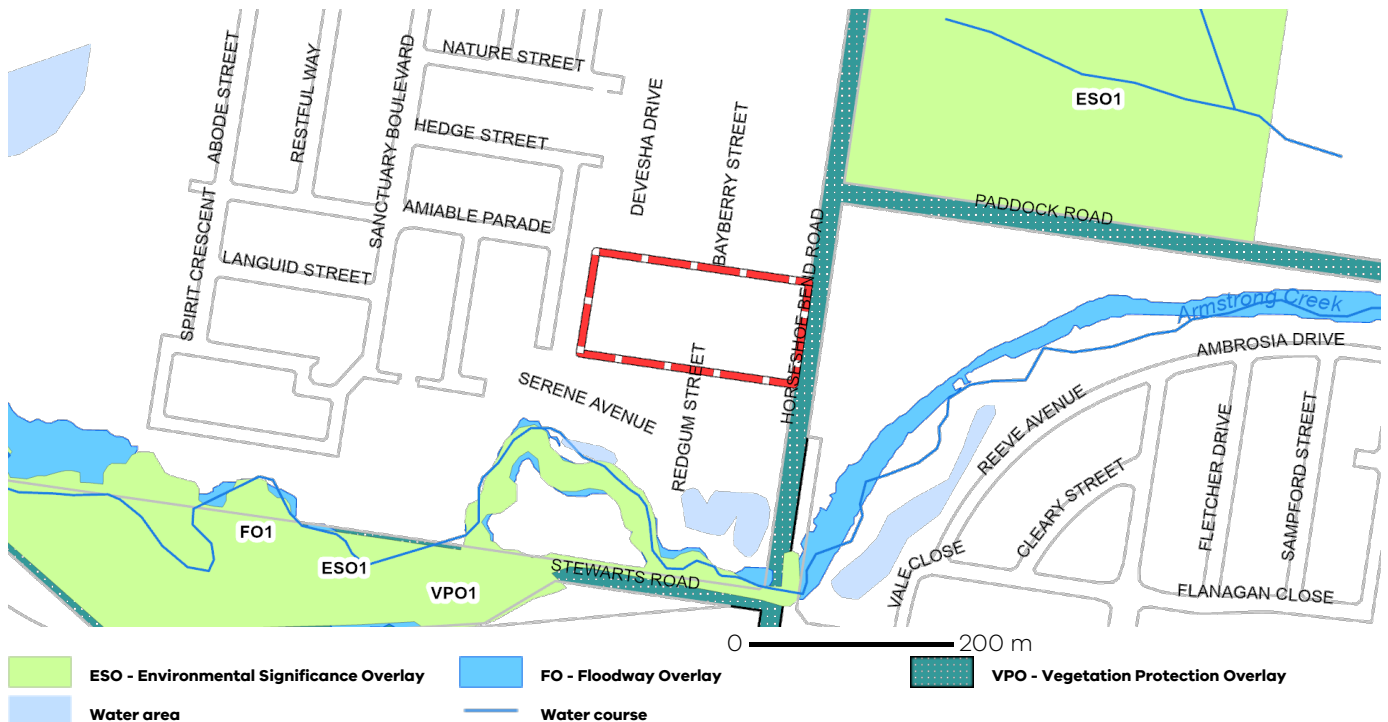 NATURE STREET
ABODE STREET
RESTFUL WAY
SANCTUARY BOULEVARD
HEDGE STREET
DEVESHA DRIVE
BAYBERRY STREET
ESO1
AMIABLE PARADE
PADDOCK ROAD
SPIRIT CRESCENT
LANGUID STREET
HORSESHOE BEND ROAD
Armstrong Creek
AMBROSIA DRIVE
SERENE AVENUE
REDGUM STREET
REEVE AVENUE
CLEARY STREET
FLETCHER DRIVE
SAMPFORD STREET
FO1
ESO1
VPO1
STEWARTS ROAD
VALE CLOSE
FLANAGAN CLOSE
0 200 m
ESO - Environmental Significance Overlay
FO - Floodway Overlay
VPO - Vegetation Protection Overlay
Water area
Water course